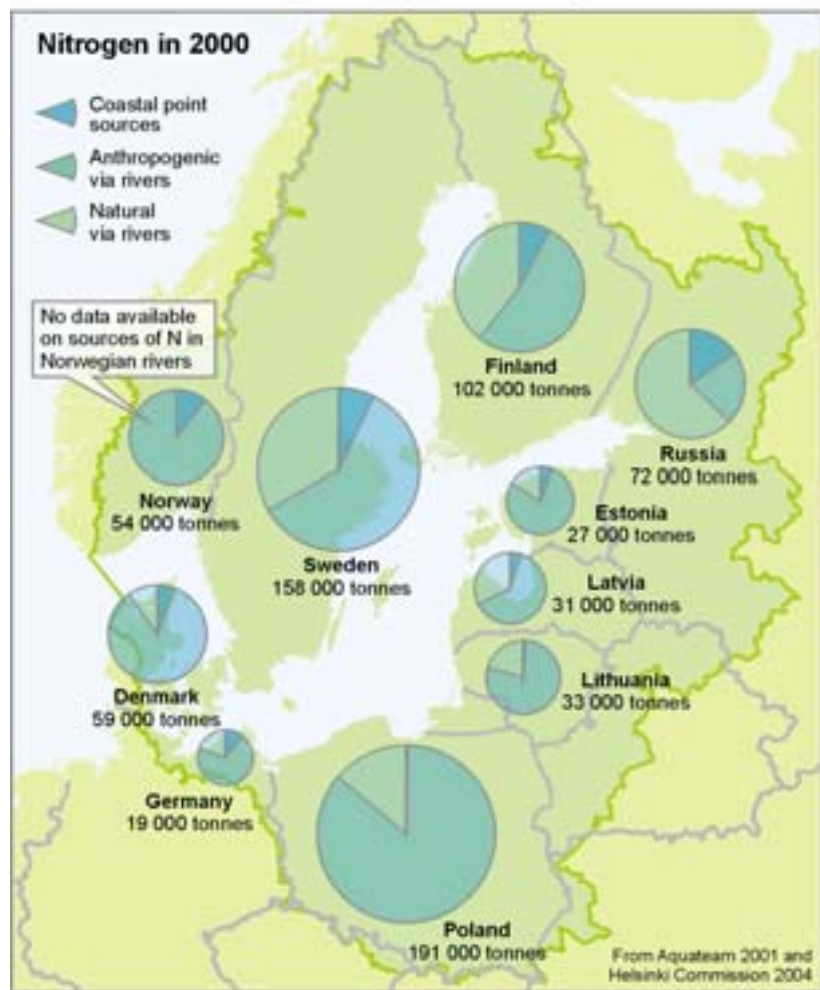 Nitrogen in 2000
Coastal point
sources
Anthropogenic
via rivers
Natural
via rivers
No data available
on sources of N in
Norwegian rivers
Finland
102 000 tonnes
Russia
72 000 tonnes
Norway
54 000 tonnes
Estonia
27 000 tonnes
Sweden
158 000 tonnes
Latvia
31 000 tonnes
Lithuania
33 000 tonnes
Denmark
59 000 tonnes
Germany
19 000 tonnes
Poland
191 000 tonnes
From Aquateam 2001 and
Helsinki Commission 2004